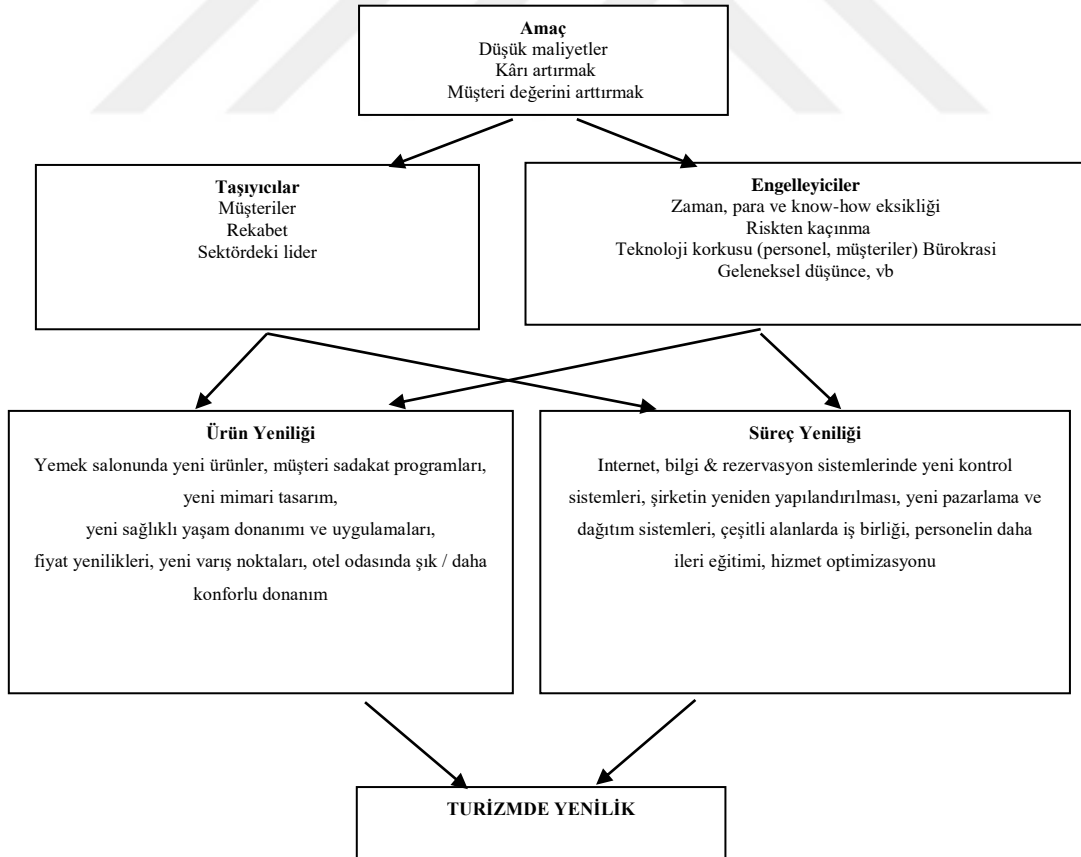 Amaç
Düşük maliyetler
Kârı artırmak
Müşteri değerini arttırmak
Taşıyıcılar
Müşteriler
Rekabet
Sektördeki lider
Engelleyiciler
Zaman, para ve know-how eksikliği
Riskten kaçınma
Teknoloji korkusu (personel, müşteriler) Bürokrasi
Geleneksel düşünce, vb
Ürün Yeniliği
Yemek salonunda yeni ürünler, müşteri sadakat programları,
yeni mimari tasarım,
yeni sağlıklı yaşam donanımı ve uygulamaları,
fiyat yenilikleri, yeni varış noktaları, otel odasında şık / daha
konforlu donanım
Süreç Yeniliği
Internet, bilgi & rezervasyon sistemlerinde yeni kontrol
sistemleri, şirketin yeniden yapılandırılması, yeni pazarlama ve
dağıtım sistemleri, çeşitli alanlarda iş birliği, personelin daha
ileri eğitimi, hizmet optimizasyonu
TURİZMDE YENİLİK